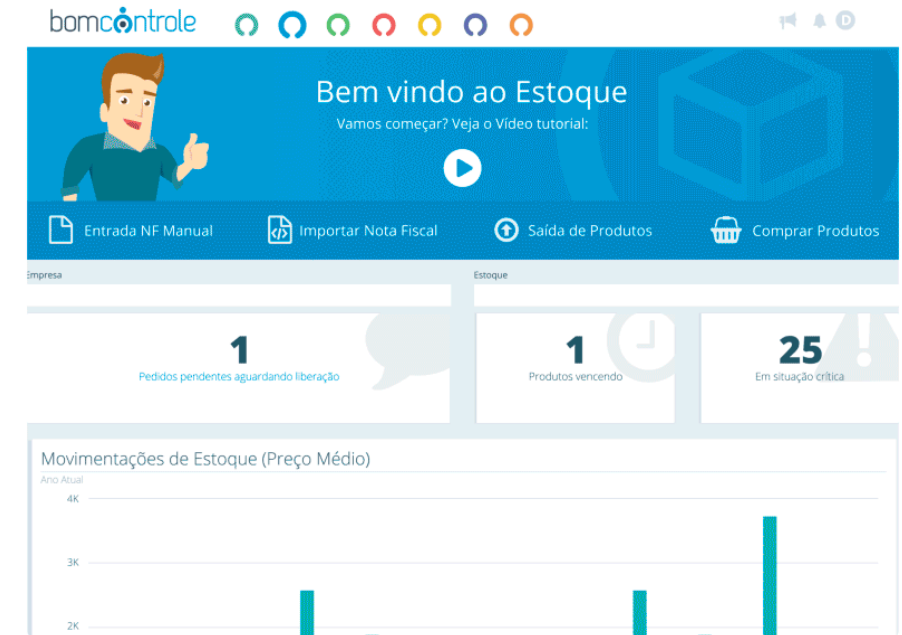 bomcontrole
D
Bem vindo ao Estoque
Vamos começar? Veja o Vídeo tutorial:
Entrada NF Manual
Importar Nota Fiscal
Saída de Produtos
Comprar Produtos
Empresa
Estoque
1
Pedidos pendentes aguardando liberação
1
Produtos vencendo
25
Em situação crítica
Movimentações de Estoque (Preço Médio)
Ano Atual
4K
3K
2K